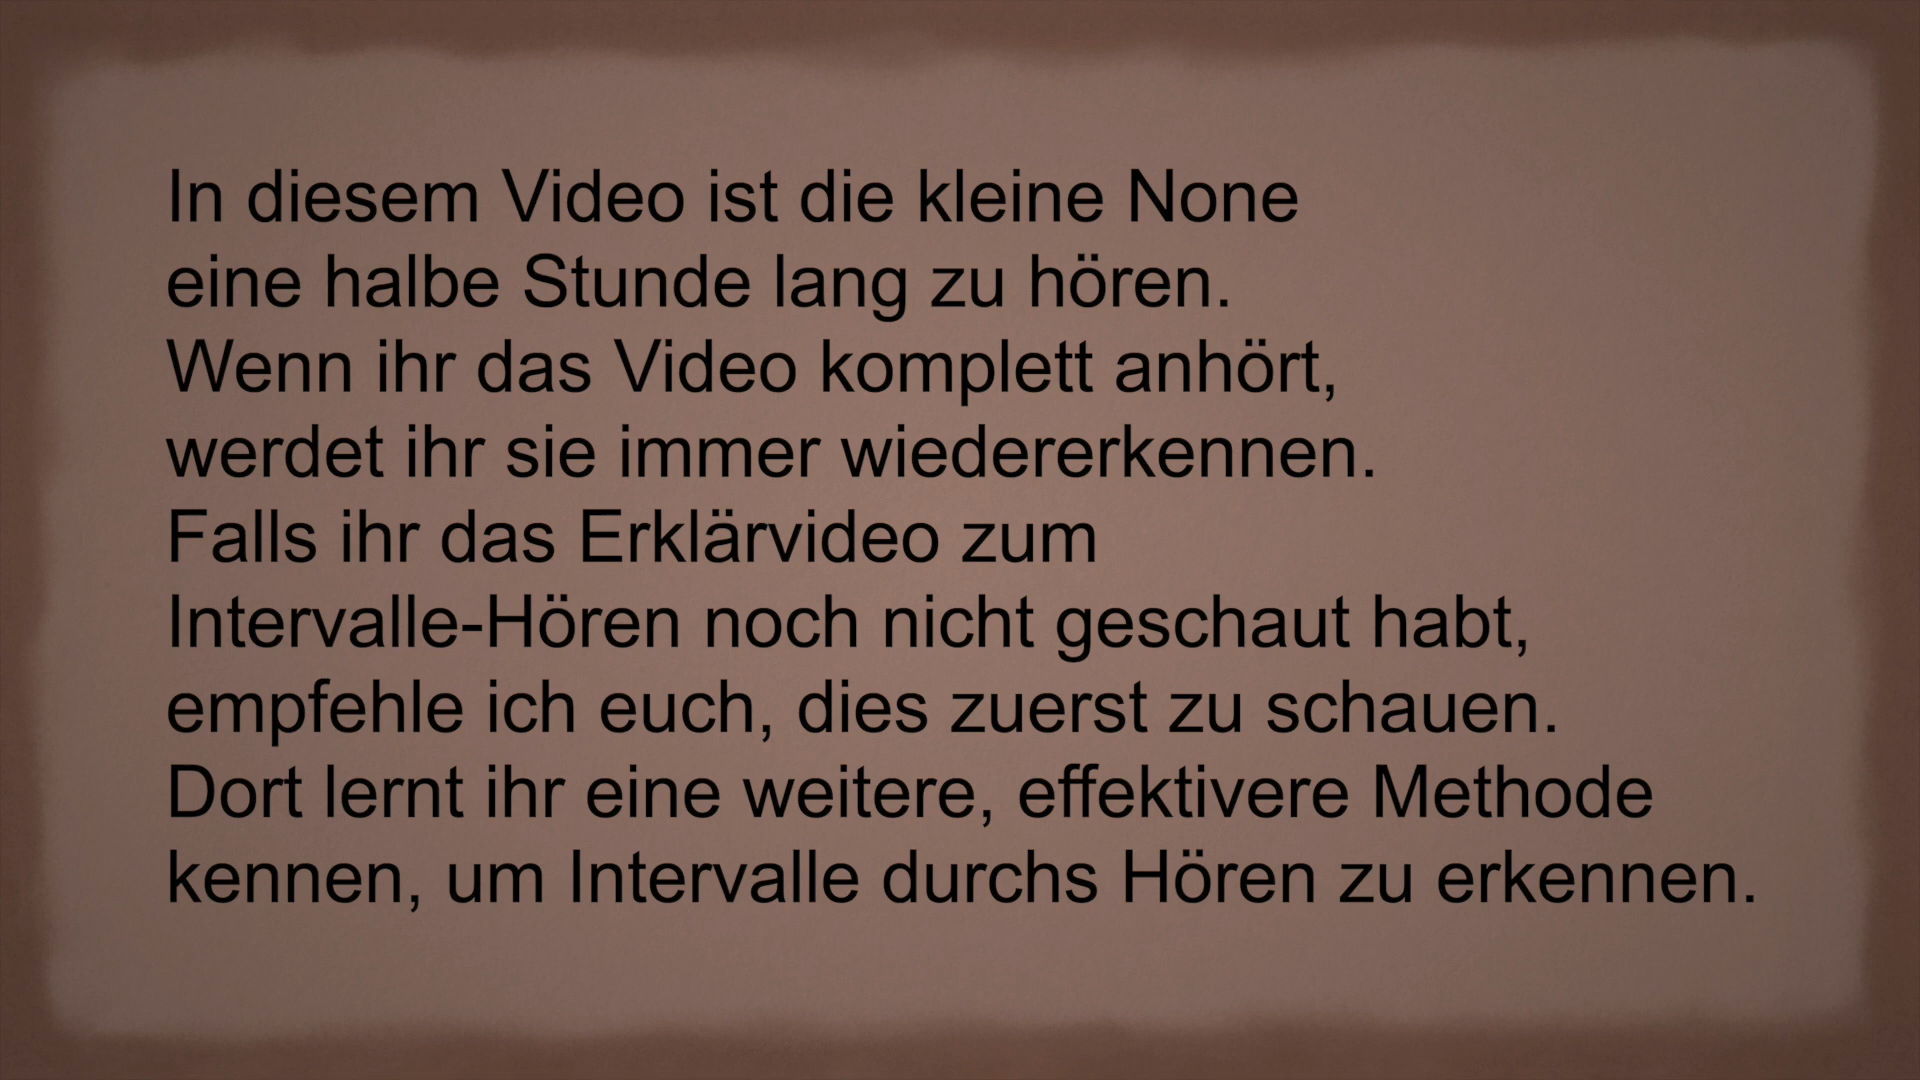 In diesem Video ist die kleine None
eine halbe Stunde lang zu hören.
Wenn ihr das Video komplett anhört,
werdet ihr sie immer wiedererkennen.
Falls ihr das Erklärvideo zum
Intervalle-Hören noch nicht geschaut habt,
empfehle ich euch, dies zuerst zu schauen.
Dort lernt ihr eine weitere, effektivere Methode
kennen, um Intervalle durchs Hören zu erkennen.